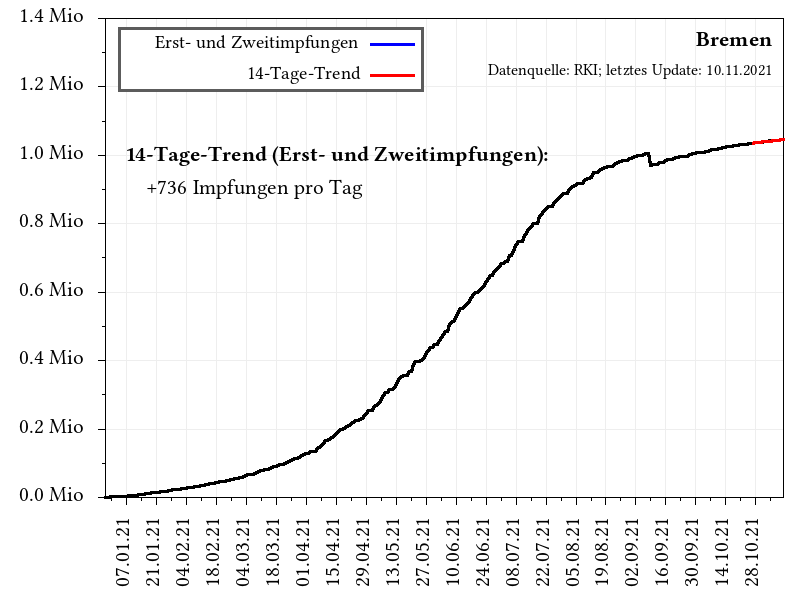 1.4 Mio
1.2 Mio
1.0 Mio
0.8 Mio
0.6 Mio
0.4 Mio
0.2 Mio
0.0 Mio
Erst- und Zweitimpfungen
14-Tage-Trend
Bremen
Datenquelle: RKI; letztes Update: 10.11.2021
14-Tage-Trend (Erst- und Zweitimpfungen):
+736 Impfungen pro Tag
07.01.21
21.01.21
04.02.21
18.02.21
04.03.21
18.03.21
01.04.21
15.04.21
29.04.21
13.05.21
27.05.21
10.06.21
24.06.21
08.07.21
22.07.21
05.08.21
19.08.21
02.09.21
16.09.21
30.09.21
14.10.21
28.10.21